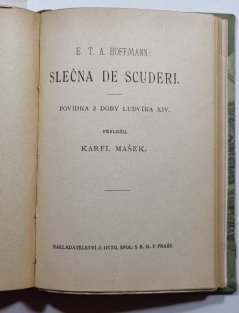 E. T. A. HOFFMANN:
SLEČNA DE SCUDERI.
POVÍDKA Z DOBY LUDVÍKA XIV.
PŘELOŽIL
KAREL MAŠEK.
NAKLADATELSTVÍ J. OTTO, SPOL. S R. O. V PRAZE.